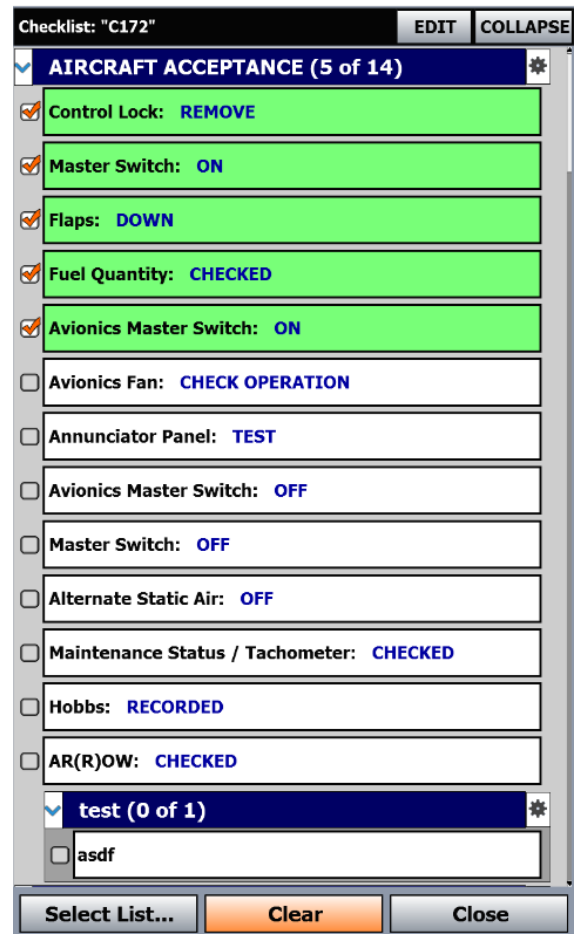 Checklist: "C172" EDIT COLLAPSE
AIRCRAFT ACCEPTANCE (5 of 14)
Control Lock: REMOVE
Master Switch: ON
Flaps: DOWN
Fuel Quantity: CHECKED
Avionics Master Switch: ON
Avionics Fan: CHECK OPERATION
Annunciator Panel: TEST
Avionics Master Switch: OFF
Master Switch: OFF
Alternate Static Air: OFF
Maintenance Status / Tachometer: CHECKED
Hobbs: RECORDED
AR(R)OW: CHECKED
test (0 of 1)
asdf
Select List... Clear Close